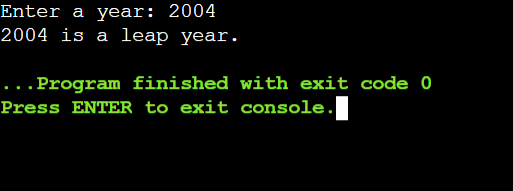 Enter a year: 2004
2004 is a leap year.
...Program finished with exit code 0
Press ENTER to exit console.